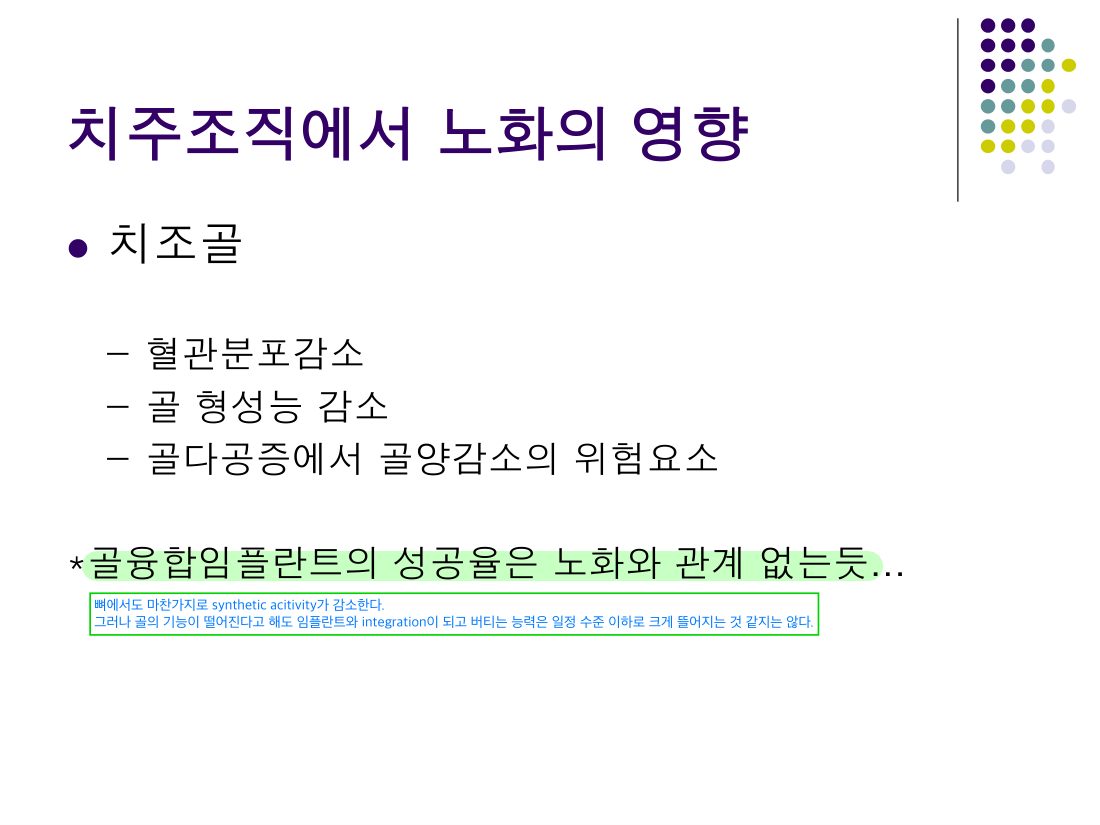 치주조직에서 노화의 영향
● 치조골
– 혈관분포감소
– 골 형성능 감소
– 골다공증에서 골양감소의 위험요소
*골융합임플란트의 성공율은 노화와 관계 없는듯...
뼈에서도 마찬가지로 synthetic acitivity가 감소한다.
그러나 골의 기능이 떨어진다고 해도 임플란트와 integration이 되고 버티는 능력은 일정 수준 이하로 크게 뜰어지는 것 같지는 않다.